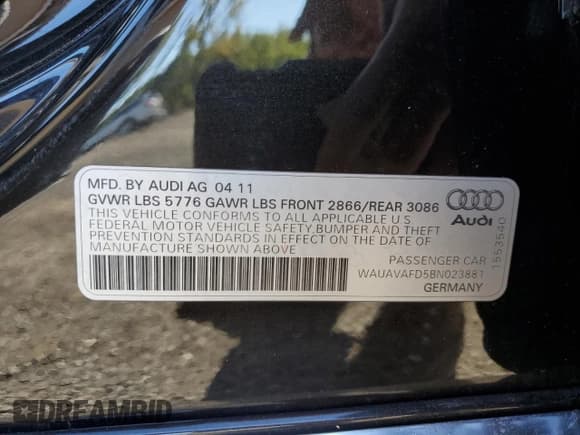 MFD. BY AUDI AG 04 11
GVWR LBS 5776 GAWR LBS FRONT 2866/REAR 3086
THIS VEHICLE CONFORMS TO ALL APPLICABLE U S
FEDERAL MOTOR VEHICLE SAFETY,BUMPER AND THEFT
PREVENTION STANDARDS IN EFFECT ON THE DATE OF
MANUFACTURE SHOWN ABOVE
Audi
1553540
PASSENGER CAR
WAUAVAFD5BN023881
GERMANY
DREAMBID